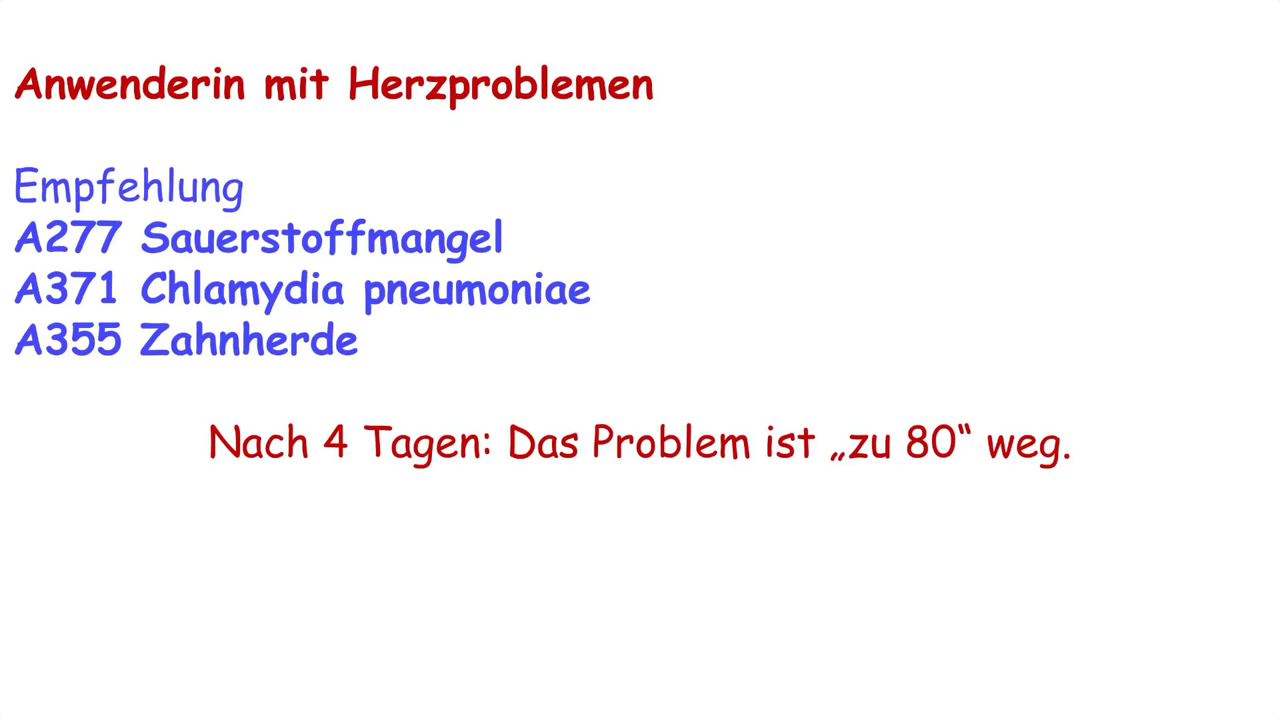 Anwenderin mit Herzproblemen
Empfehlung
A277 Sauerstoffmangel
A371 Chlamydia pneumoniae
A355 Zahnherde
Nach 4 Tagen: Das Problem ist „zu 80“ weg.